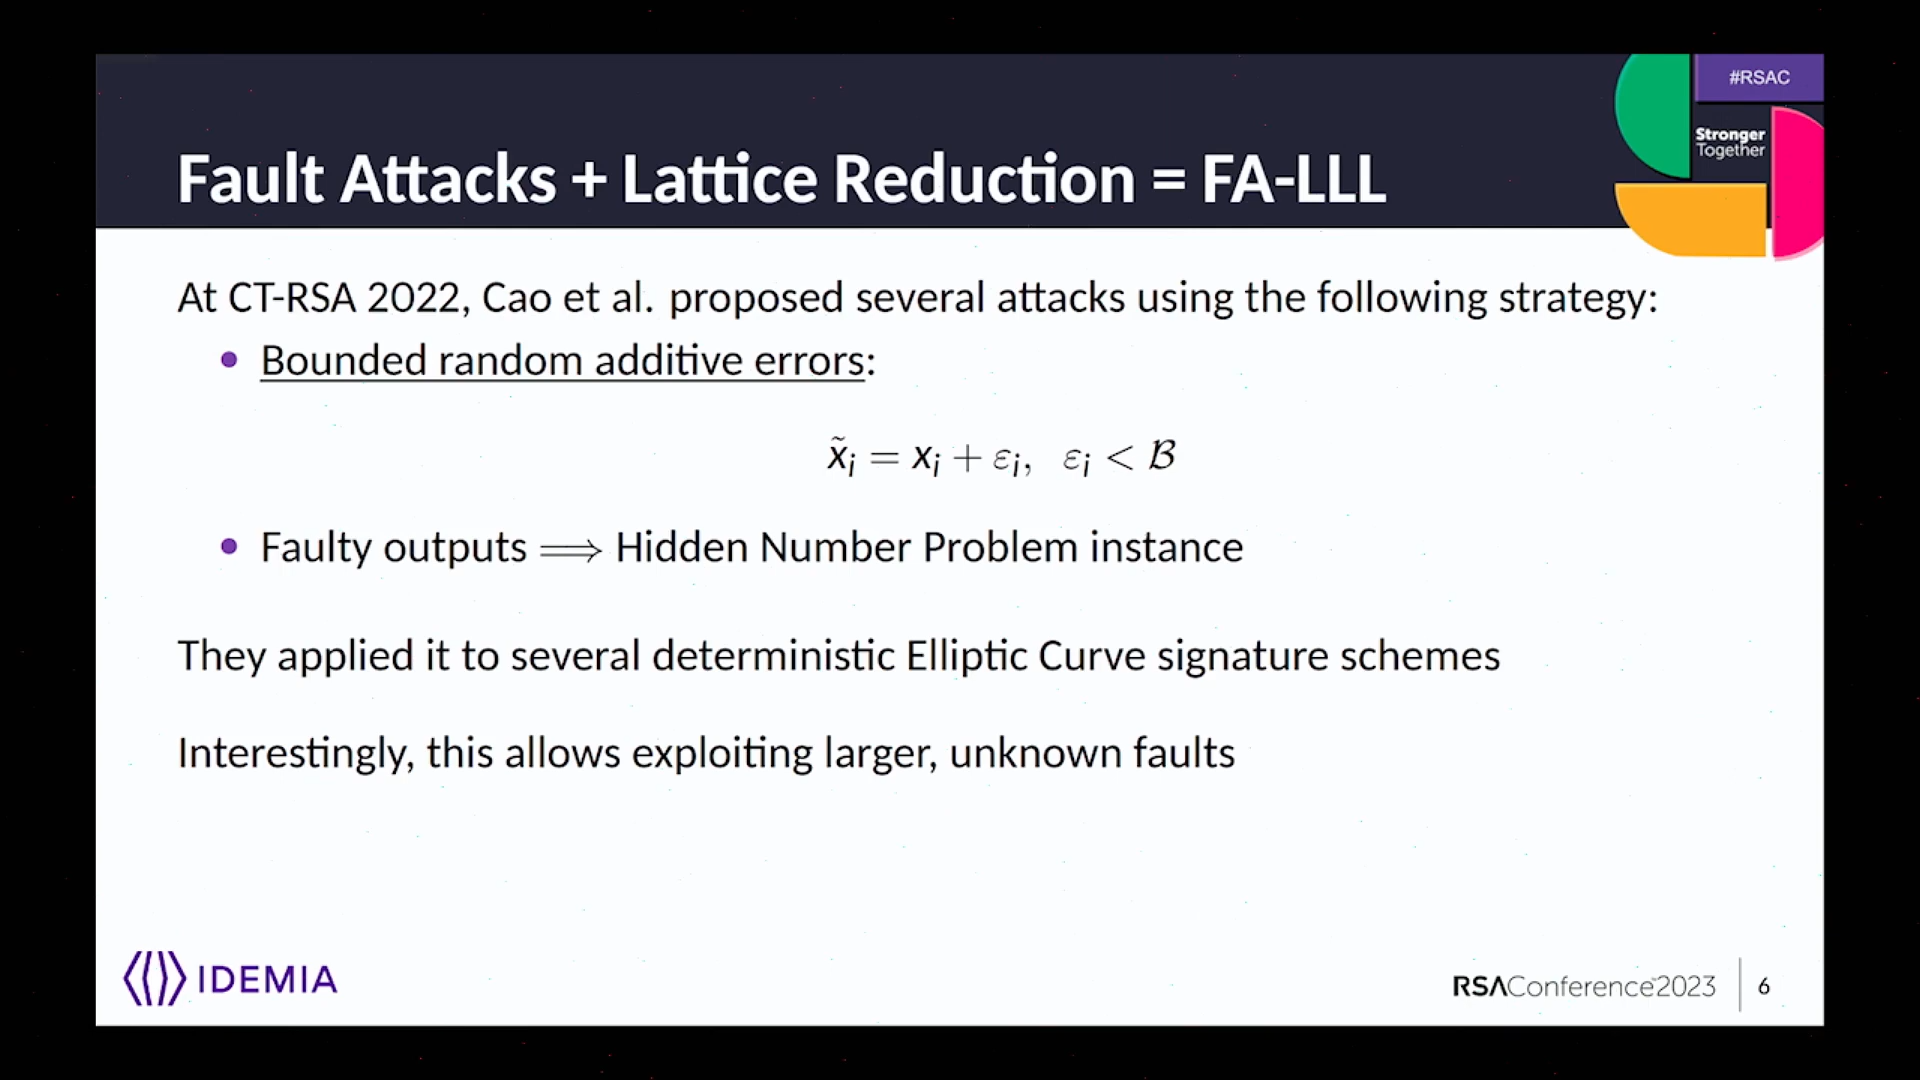 #RSAC
Stronger
Together
Fault Attacks + Lattice Reduction = FA-LLL
At CT-RSA 2022, Cao et al. proposed several attacks using the following strategy:
• Bounded random additive errors:
x̃ᵢ = xᵢ + εᵢ, εᵢ < ℬ
• Faulty outputs ⟹ Hidden Number Problem instance
They applied it to several deterministic Elliptic Curve signature schemes
Interestingly, this allows exploiting larger, unknown faults
IDEMIA
RSAConference™2023 6